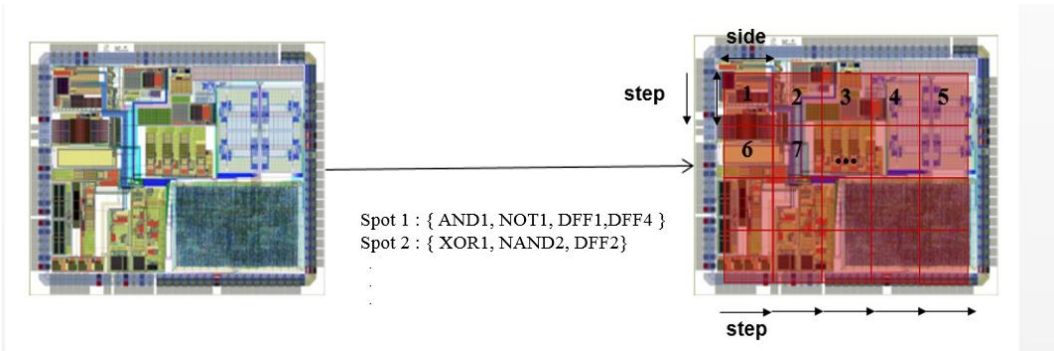 side
step
1 2 3 4 5
6 7 •••
Spot 1 : { AND1, NOT1, DFF1,DFF4 }
Spot 2 : { XOR1, NAND2, DFF2}
.
.
.
step